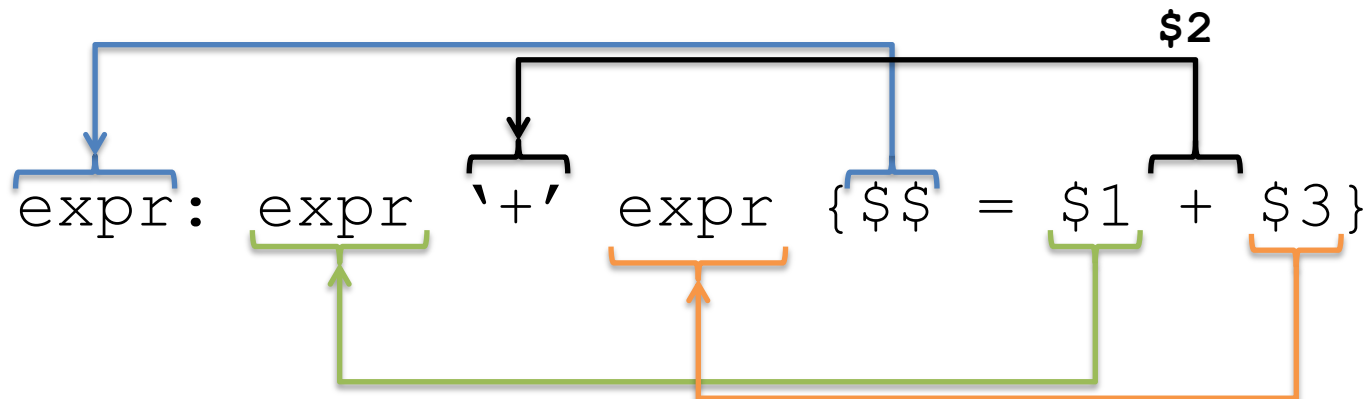 $2
expr: expr '+' expr {$$ = $1 + $3}